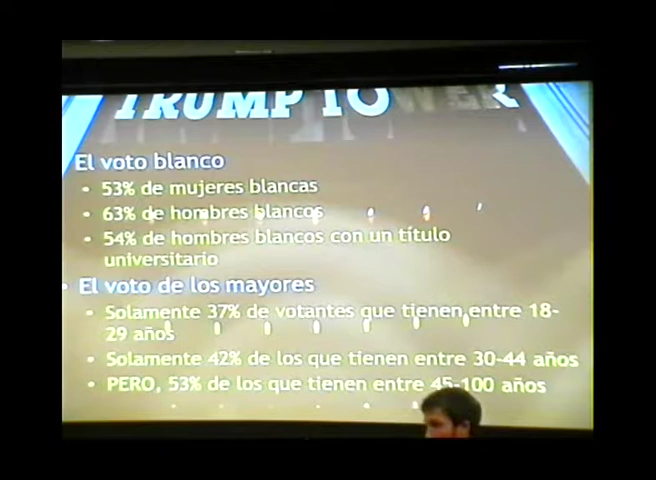 TRUMP TOWER
El voto blanco
• 53% de mujeres blancas
• 63% de hombres blancos
• 54% de hombres blancos con un título
universitario
• El voto de los mayores
• Solamente 37% de votantes que tienen entre 18-
29 años
• Solamente 42% de los que tienen entre 30-44 años
• PERO, 53% de los que tienen entre 45-100 años